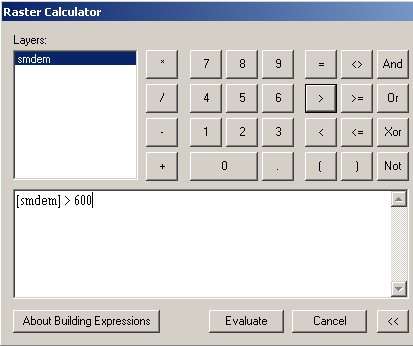 Raster Calculator
Layers:
smdem
* 7 8 9 = <> And
/ 4 5 6 > >= Or
- 1 2 3 < <= Xor
+ 0 . ( ) Not
[smdem] > 600
About Building Expressions Evaluate Cancel <<